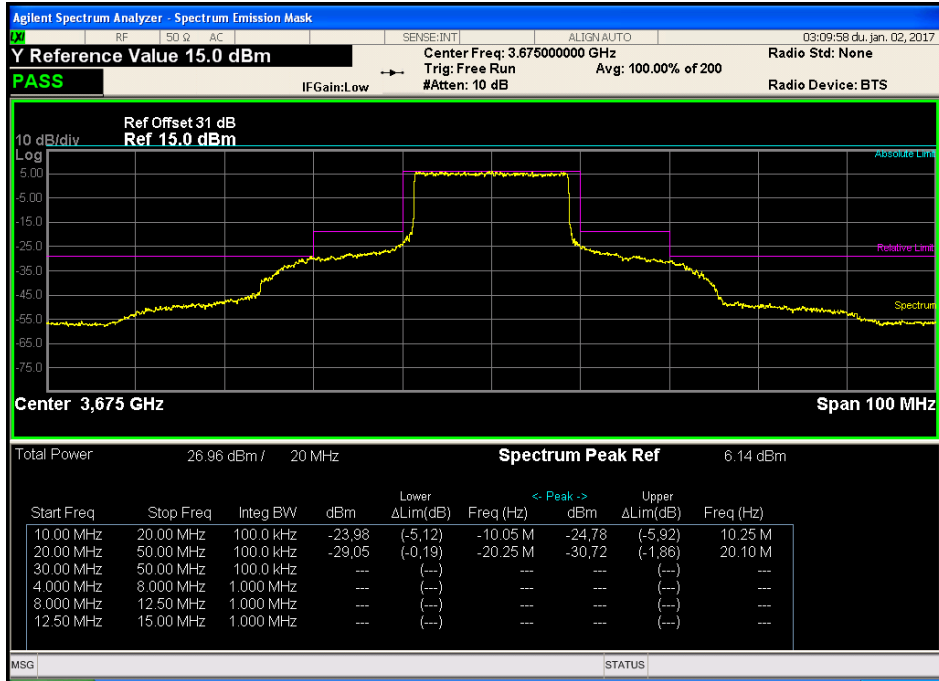 Agilent Spectrum Analyzer - Spectrum Emission Mask
LXI RF 50 Ω AC SENSE:INT ALIGN AUTO 03:09:58 du. jan. 02, 2017
Y Reference Value 15.0 dBm Center Freq: 3.675000000 GHz Radio Std: None
Trig: Free Run Avg: 100.00% of 200
PASS IFGain:Low #Atten: 10 dB Radio Device: BTS
Ref Offset 31 dB
10 dB/div Ref 15.0 dBm
Log Absolute Limit
5.00
-5.00
-15.0
-25.0 Relative Limit
-35.0
-45.0 Spectrum
-55.0
-65.0
-75.0
Center 3,675 GHz Span 100 MHz
Total Power 26.96 dBm / 20 MHz Spectrum Peak Ref 6.14 dBm
Lower <- Peak -> Upper
Start Freq Stop Freq Integ BW dBm ΔLim(dB) Freq (Hz) dBm ΔLim(dB) Freq (Hz)
10.00 MHz 20.00 MHz 100.0 kHz -23,98 (-5,12) -10.05 M -24,78 (-5,92) 10.25 M
20.00 MHz 50.00 MHz 100.0 kHz -29,05 (-0,19) -20.25 M -30,72 (-1,86) 20.10 M
30.00 MHz 50.00 MHz 100.0 kHz --- (---) --- --- (---) ---
4.000 MHz 8.000 MHz 1.000 MHz --- (---) --- --- (---) ---
8.000 MHz 12.50 MHz 1.000 MHz --- (---) --- --- (---) ---
12.50 MHz 15.00 MHz 1.000 MHz --- (---) --- --- (---) ---
MSG STATUS